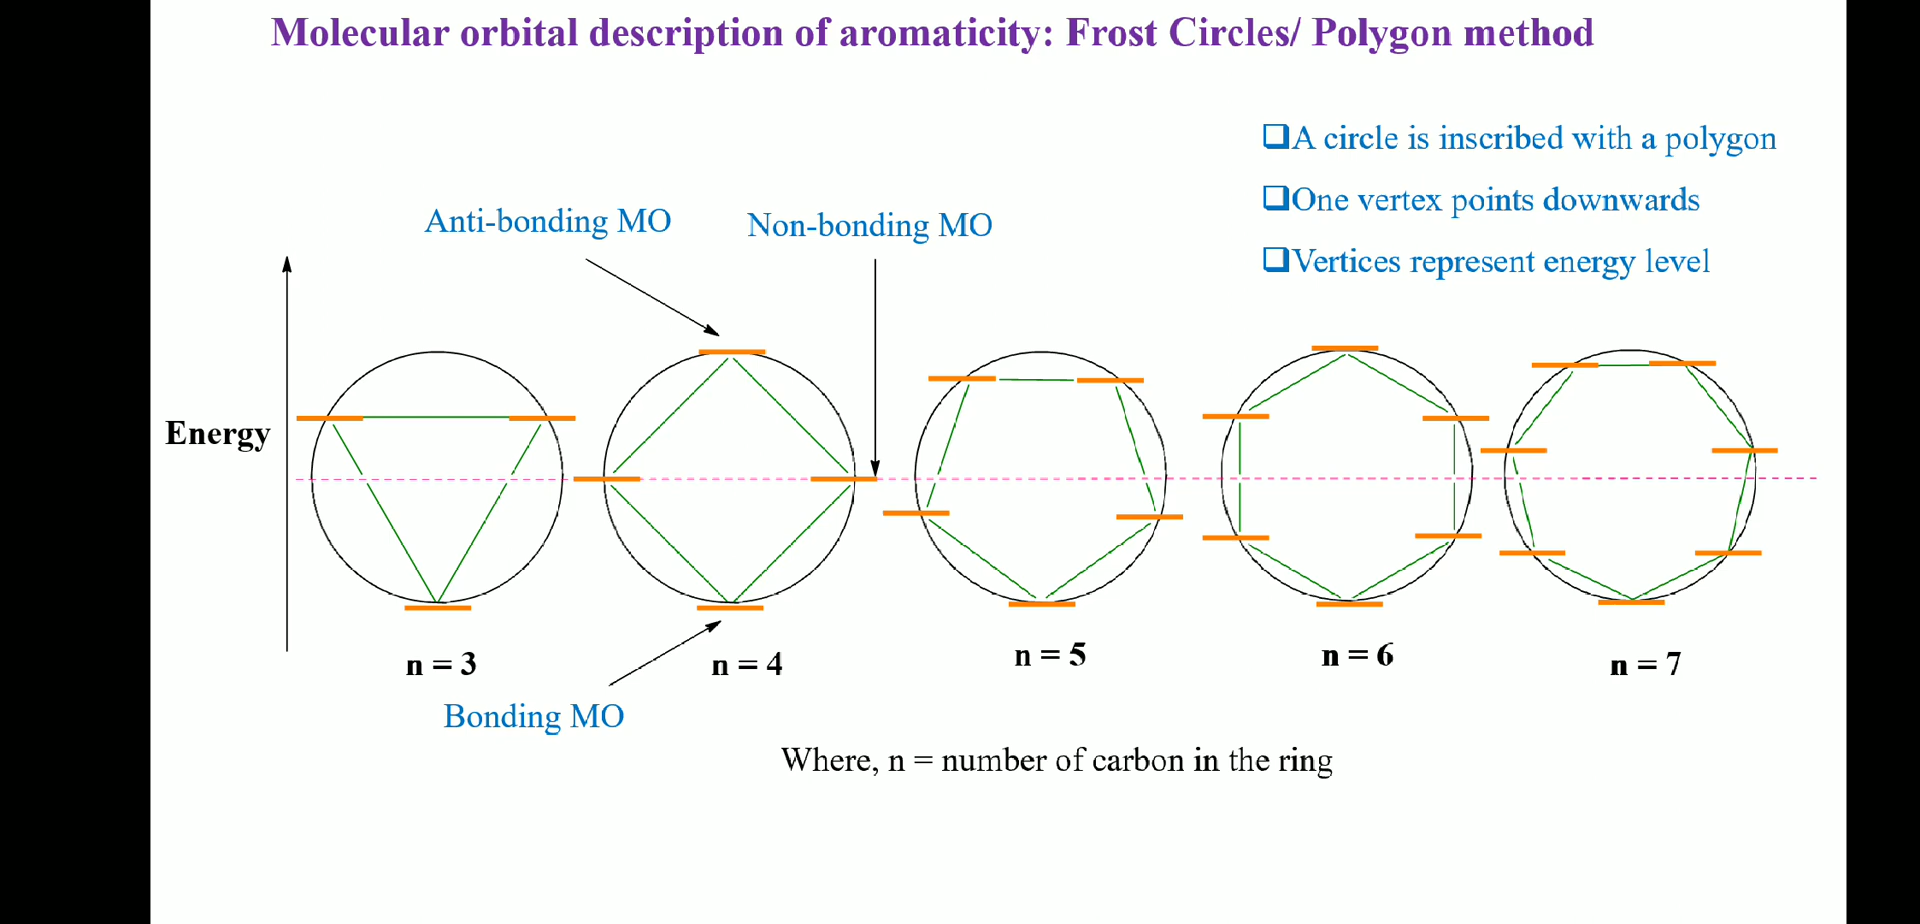 Molecular orbital description of aromaticity: Frost Circles/ Polygon method
❑A circle is inscribed with a polygon
❑One vertex points downwards
❑Vertices represent energy level
Anti-bonding MO
Non-bonding MO
Energy
n = 3
n = 4
n = 5
n = 6
n = 7
Bonding MO
Where, n = number of carbon in the ring